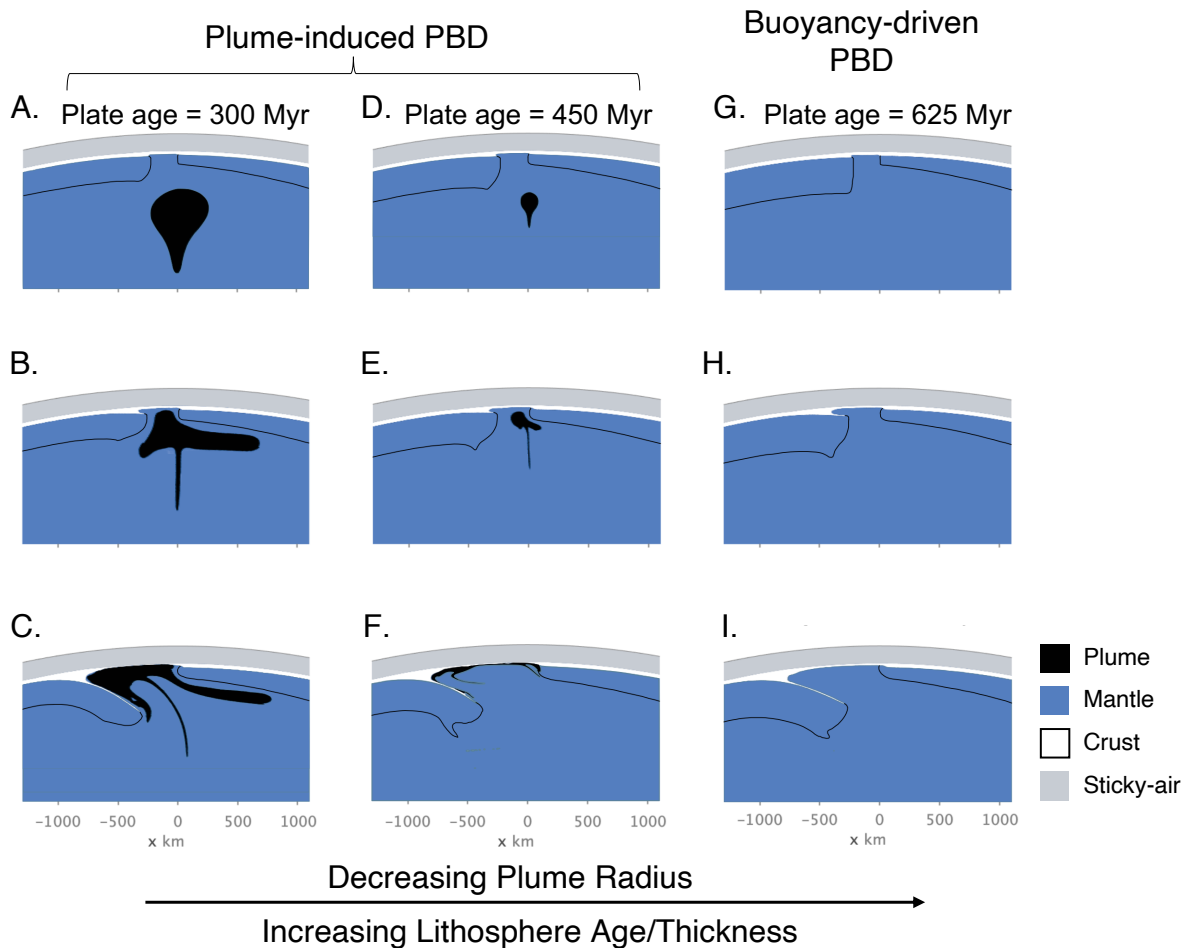 Plume-induced PBD
Buoyancy-driven
PBD
A. Plate age = 300 Myr
D. Plate age = 450 Myr
G. Plate age = 625 Myr
B.
E.
H.
C.
F.
I.
Plume
Mantle
Crust
Sticky-air
−1000 −500 0 500 1000
x km
−1000 −500 0 500 1000
x km
−1000 −500 0 500 1000
x km
Decreasing Plume Radius
Increasing Lithosphere Age/Thickness